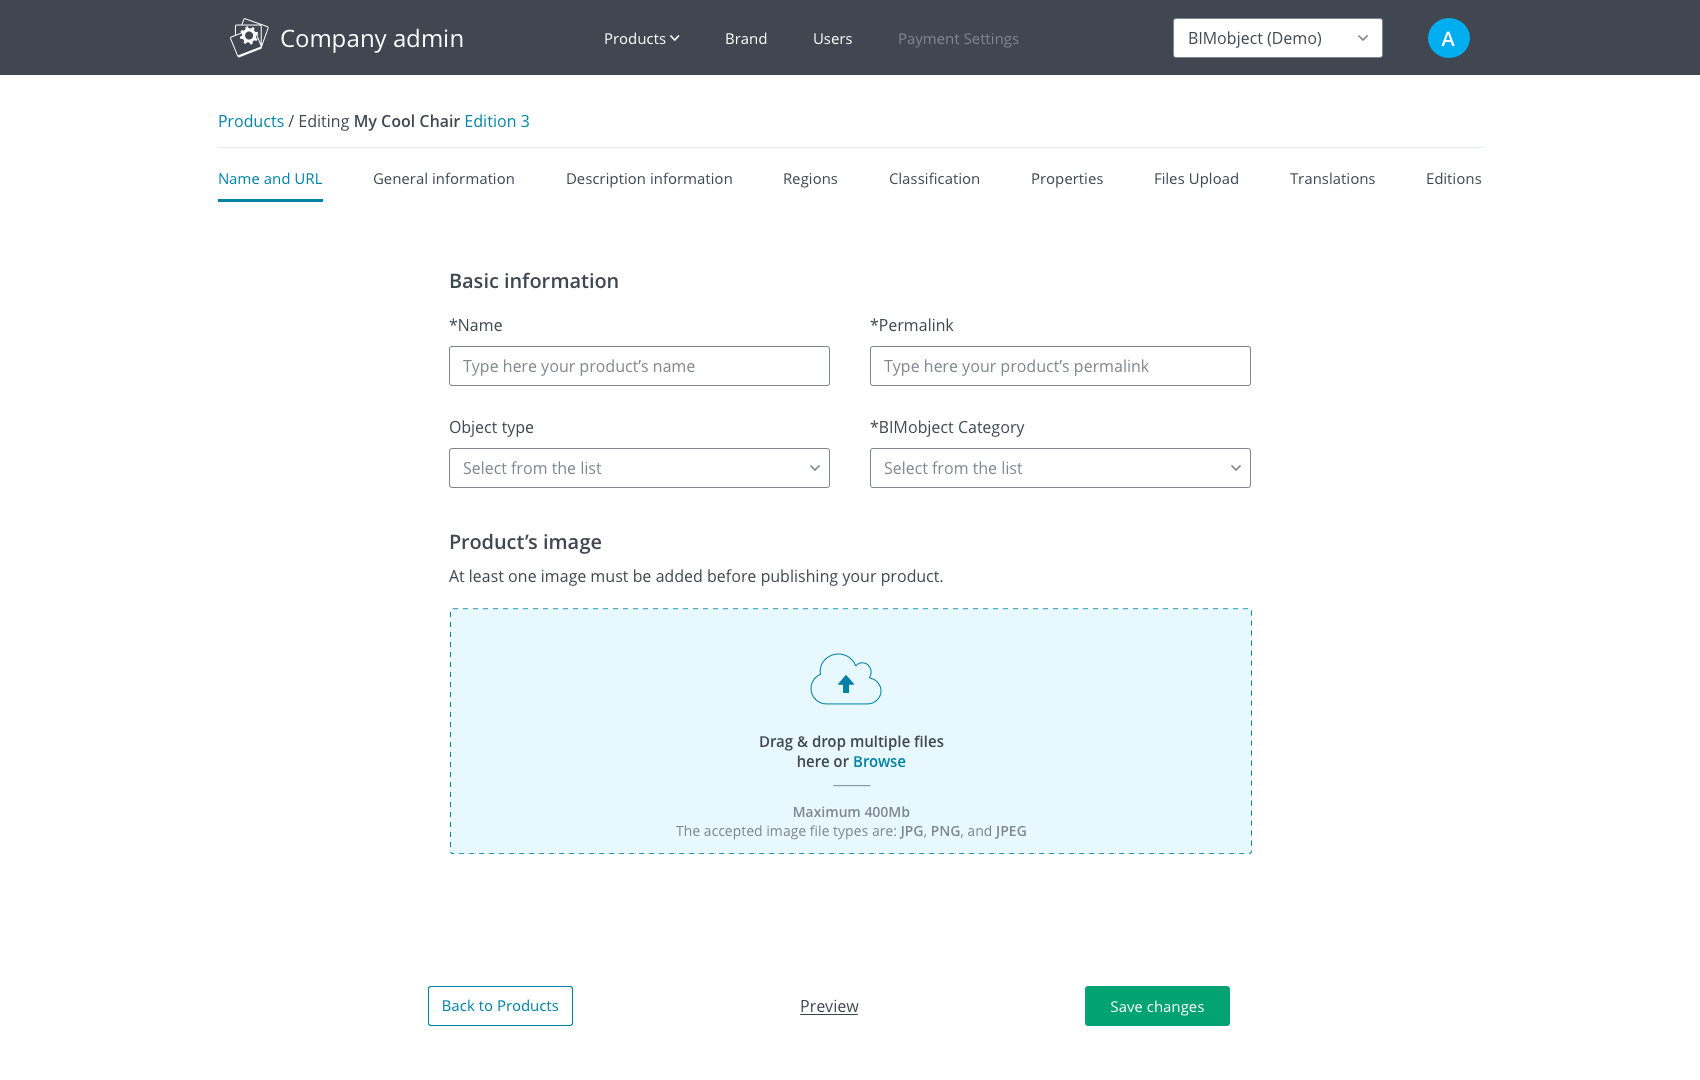 Company admin
Products
Brand
Users
Payment Settings
BIMobject (Demo)
A
Products / Editing My Cool Chair Edition 3
Name and URL
General information
Description information
Regions
Classification
Properties
Files Upload
Translations
Editions
Basic information
*Name
*Permalink
Type here your product’s name
Type here your product’s permalink
Object type
*BIMobject Category
Select from the list
Select from the list
Product’s image
At least one image must be added before publishing your product.
Drag & drop multiple files
here or Browse
Maximum 400Mb
The accepted image file types are: JPG, PNG, and JPEG
Back to Products
Preview
Save changes